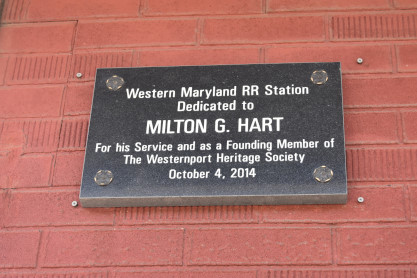 Western Maryland RR Station
Dedicated to
MILTON G. HART
For his Service and as a Founding Member of
The Westernport Heritage Society
October 4, 2014